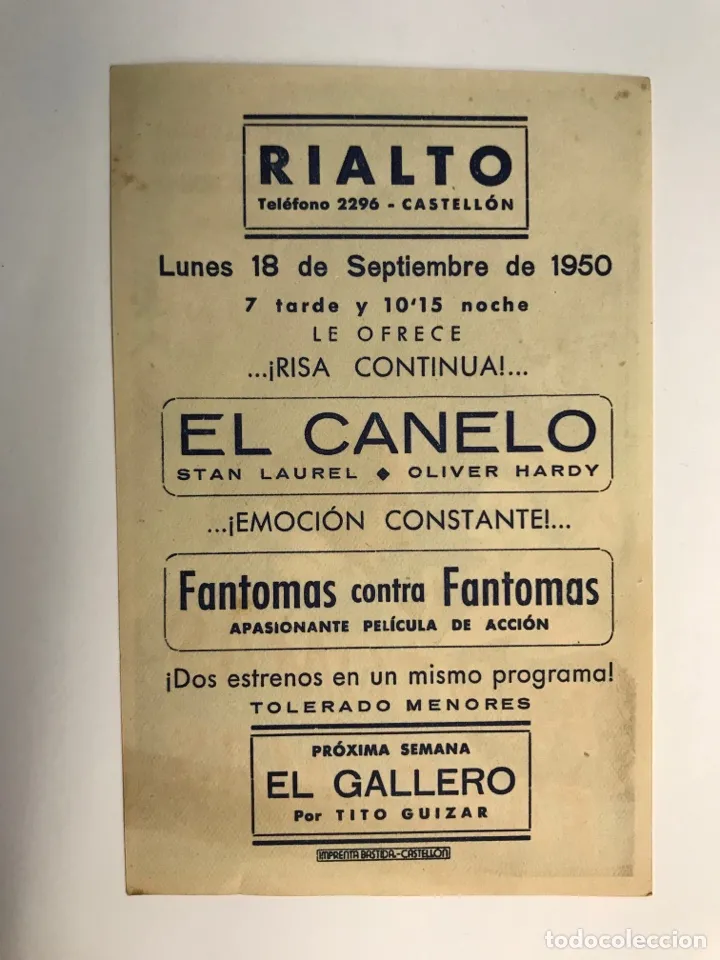 RIALTO
Teléfono 2296 - CASTELLÓN
Lunes 18 de Septiembre de 1950
7 tarde y 10'15 noche
LE OFRECE
...¡RISA CONTINUA!...
EL CANELO
STAN LAUREL ◆ OLIVER HARDY
...¡EMOCIÓN CONSTANTE!...
Fantomas contra Fantomas
APASIONANTE PELÍCULA DE ACCIÓN
¡Dos estrenos en un mismo programa!
TOLERADO MENORES
PRÓXIMA SEMANA
EL GALLERO
Por TITO GUIZAR
IMPRENTA BASTIDA.-CASTELLÓN
todocoleccion